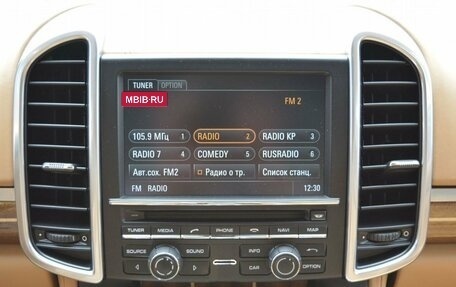 TUNER OPTION
MBIB.RU
FM 2
105.9 МГц 1 RADIO 2 RADIO KP 3
RADIO 7 4 COMEDY 5 RUSRADIO 6
Авт.сох. FM2 Радио о тр. Список станц.
FM RADIO 12:30
TUNER MEDIA PHONE NAVI MAP
SOURCE SOUND INFO
CAR OPTION